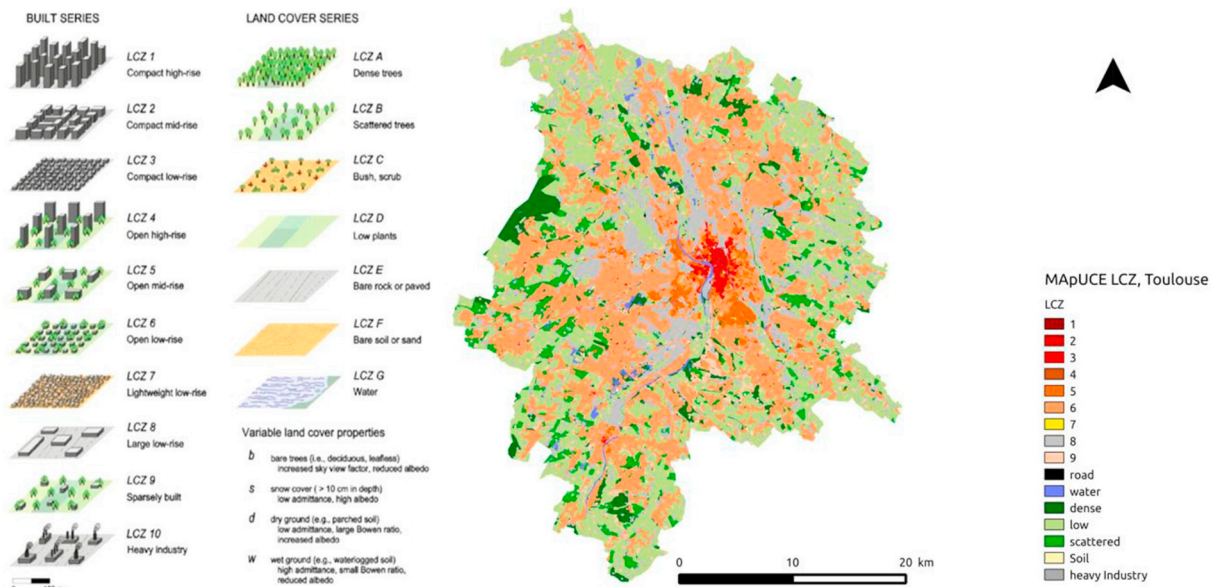 BUILT SERIES
LCZ 1
Compact high-rise
LCZ 2
Compact mid-rise
LCZ 3
Compact low-rise
LCZ 4
Open high-rise
LCZ 5
Open mid-rise
LCZ 6
Open low-rise
LCZ 7
Lightweight low-rise
LCZ 8
Large low-rise
LCZ 9
Sparsely built
LCZ 10
Heavy industry
LAND COVER SERIES
LCZ A
Dense trees
LCZ B
Scattered trees
LCZ C
Bush, scrub
LCZ D
Low plants
LCZ E
Bare rock or paved
LCZ F
Bare soil or sand
LCZ G
Water
Variable land cover properties
b bare trees (i.e., deciduous, leafless)
increased sky view factor, reduced albedo
s snow cover ( > 10 cm in depth)
low admittance, high albedo
d dry ground (e.g., parched soil)
low admittance, large Bowen ratio,
increased albedo
w wet ground (e.g., waterlogged soil)
high admittance, small Bowen ratio,
reduced albedo
0 10 20 km
MApUCE LCZ, Toulouse
LCZ
1
2
3
4
5
6
7
8
9
road
water
dense
low
scattered
Soil
heavy Industry